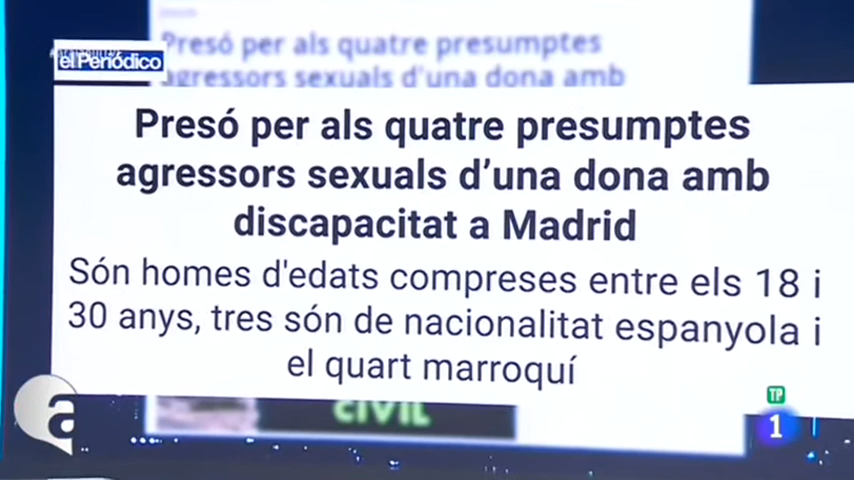 Presó per als quatre presumptes
agressors sexuals d'una dona amb
el Periódico
Presó per als quatre presumptes
agressors sexuals d’una dona amb
discapacitat a Madrid
Són homes d'edats compreses entre els 18 i
30 anys, tres són de nacionalitat espanyola i
el quart marroquí
CIVIL
a
TP
1